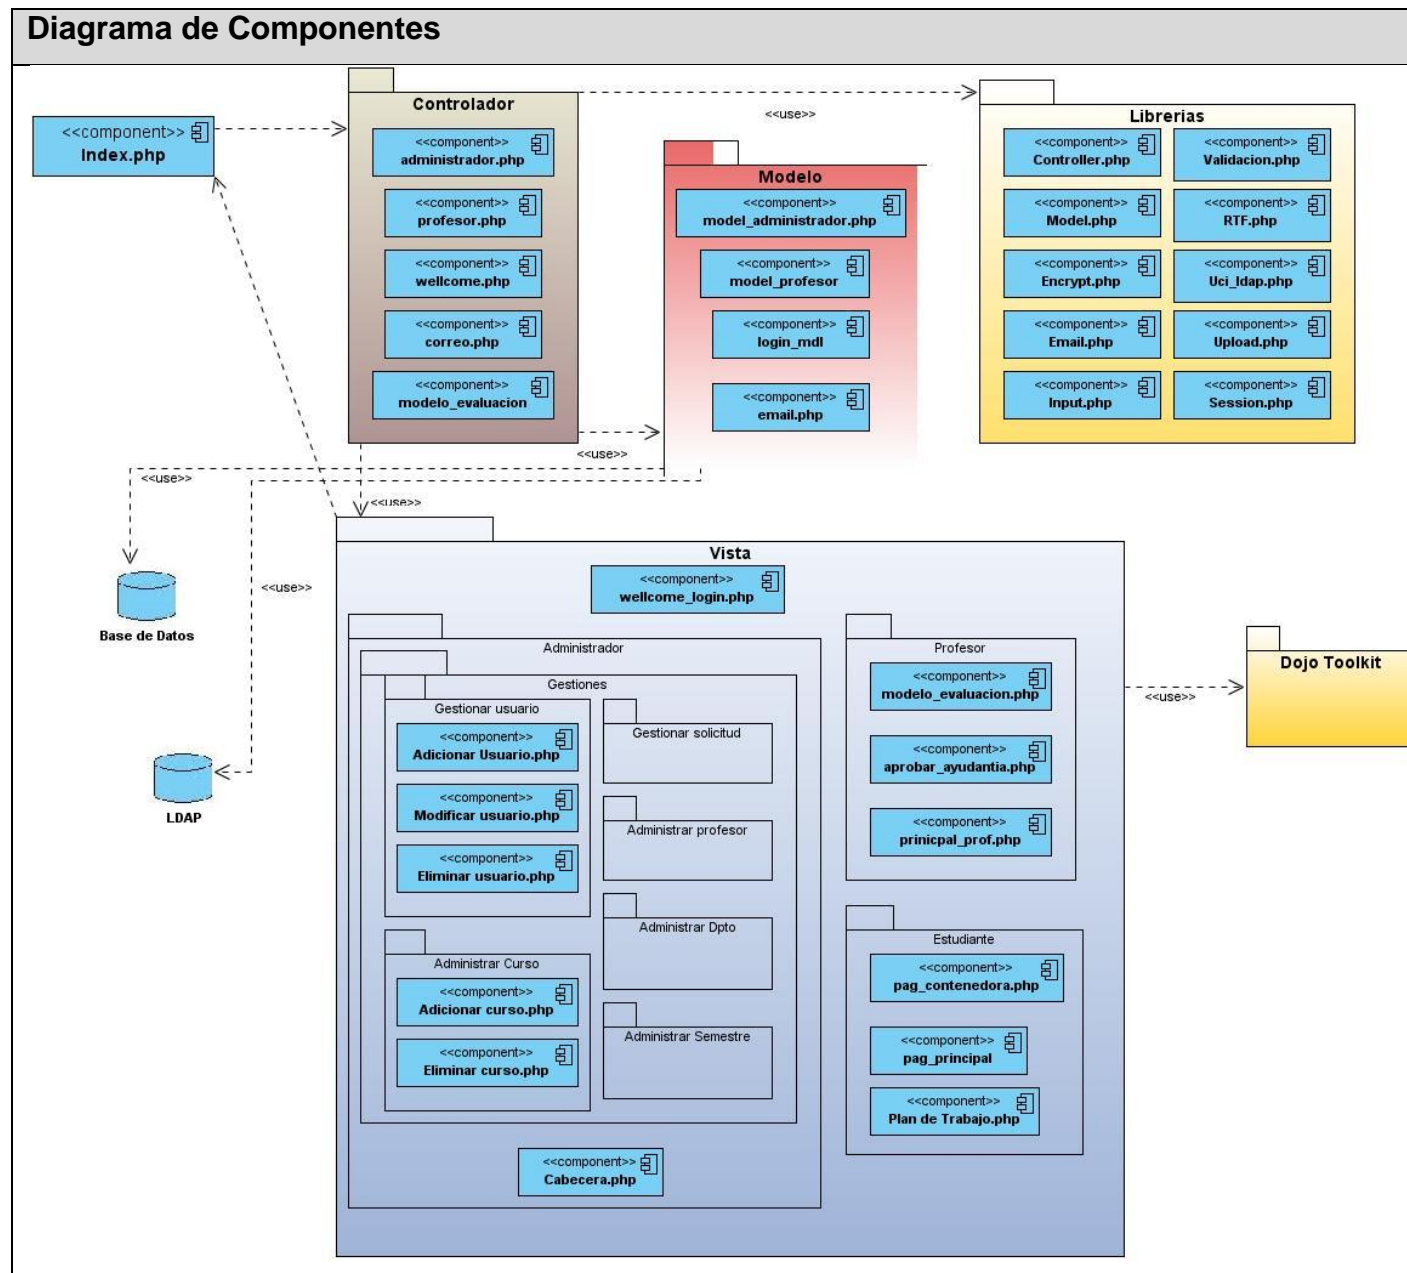 Diagrama de Componentes
<<component>>
Index.php
Controlador
<<component>>
administrador.php
<<component>>
profesor.php
<<component>>
wellcome.php
<<component>>
correo.php
<<component>>
modelo_evaluacion
<<use>>
Modelo
<<component>>
model_administrador.php
<<component>>
model_profesor
<<component>>
login_mdl
<<component>>
email.php
Librerias
<<component>>
Controller.php
<<component>>
Validacion.php
<<component>>
Model.php
<<component>>
RTF.php
<<component>>
Encrypt.php
<<component>>
Uci_ldap.php
<<component>>
Email.php
<<component>>
Upload.php
<<component>>
Input.php
<<component>>
Session.php
<<use>>
<<use>>
<<use>>
<<use>>
Base de Datos
LDAP
Vista
<<component>>
wellcome_login.php
Administrador
Gestiones
Gestionar usuario
<<component>>
Adicionar Usuario.php
<<component>>
Modificar usuario.php
<<component>>
Eliminar usuario.php
Administrar Curso
<<component>>
Adicionar curso.php
<<component>>
Eliminar curso.php
Gestionar solicitud
Administrar profesor
Administrar Dpto
Administrar Semestre
<<component>>
Cabecera.php
Profesor
<<component>>
modelo_evaluacion.php
<<component>>
aprobar_ayudantia.php
<<component>>
prinicpal_prof.php
Estudiante
<<component>>
pag_contenedora.php
<<component>>
pag_principal
<<component>>
Plan de Trabajo.php
<<use>>
Dojo Toolkit